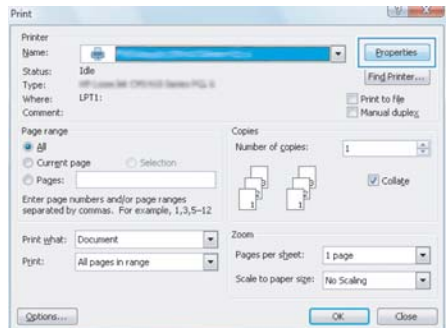 Print
Printer
Name:
Properties
Status: Idle
Find Printer...
Type:
Where: LPT1:
Print to file
Comment:
Manual duplex
Page range
All
Current page
Selection
Pages:
Enter page numbers and/or page ranges
separated by commas. For example, 1,3,5–12
Copies
Number of copies: 1
Collate
Print what: Document
Print: All pages in range
Zoom
Pages per sheet: 1 page
Scale to paper size: No Scaling
Options...
OK
Close